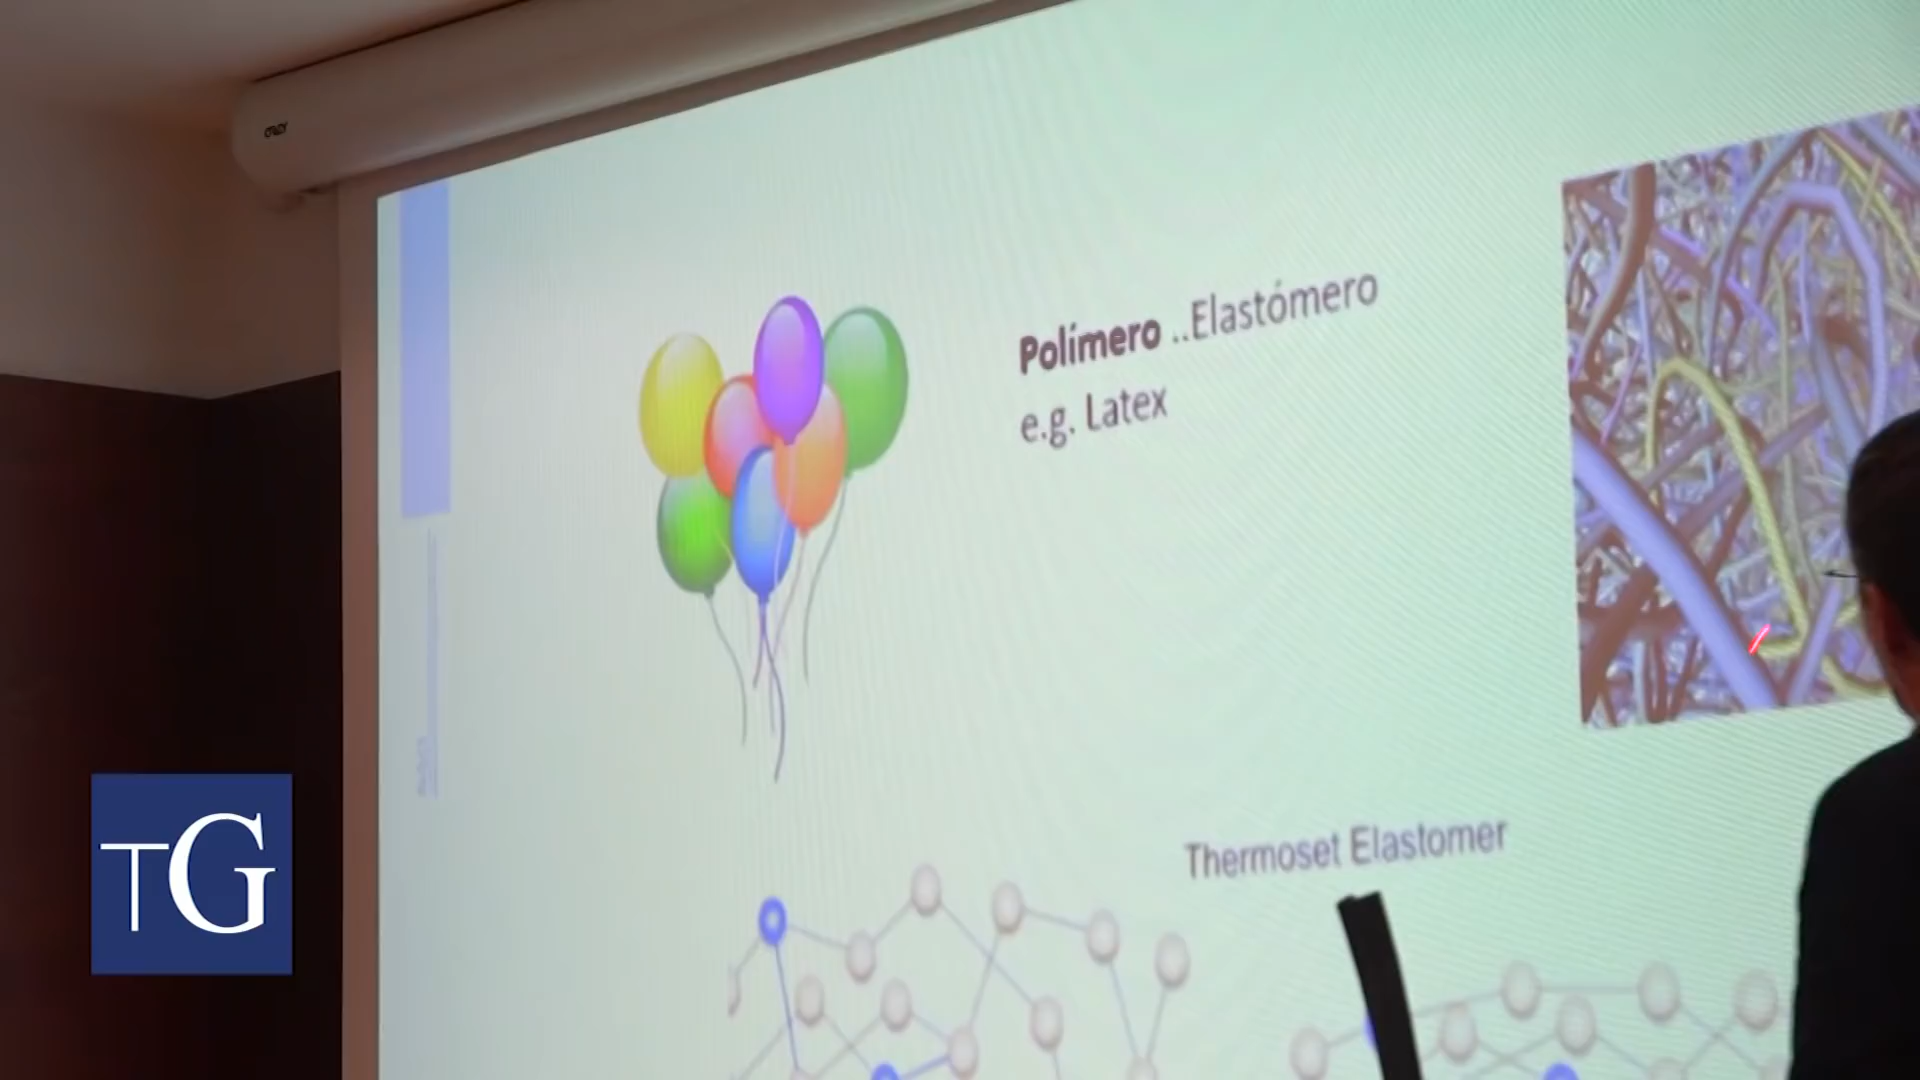 Polímero ..Elastómero
e.g. Latex
Thermoset Elastomer
TG